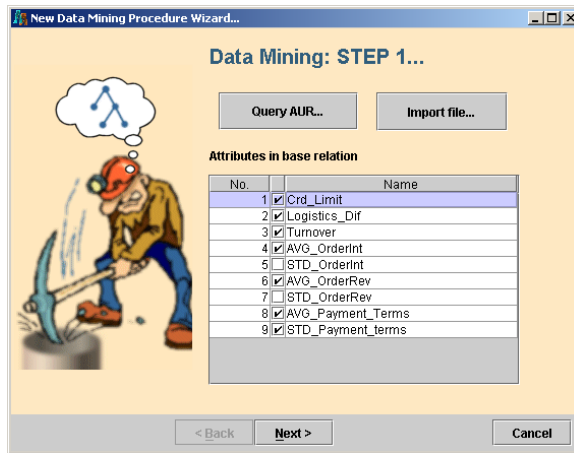 New Data Mining Procedure Wizard...
Data Mining: STEP 1...
Query AUR... Import file...
Attributes in base relation
No. Name
1 Crd_Limit
2 Logistics_Dif
3 Turnover
4 AVG_OrderInt
5 STD_OrderInt
6 AVG_OrderRev
7 STD_OrderRev
8 AVG_Payment_Terms
9 STD_Payment_terms
< Back Next > Cancel